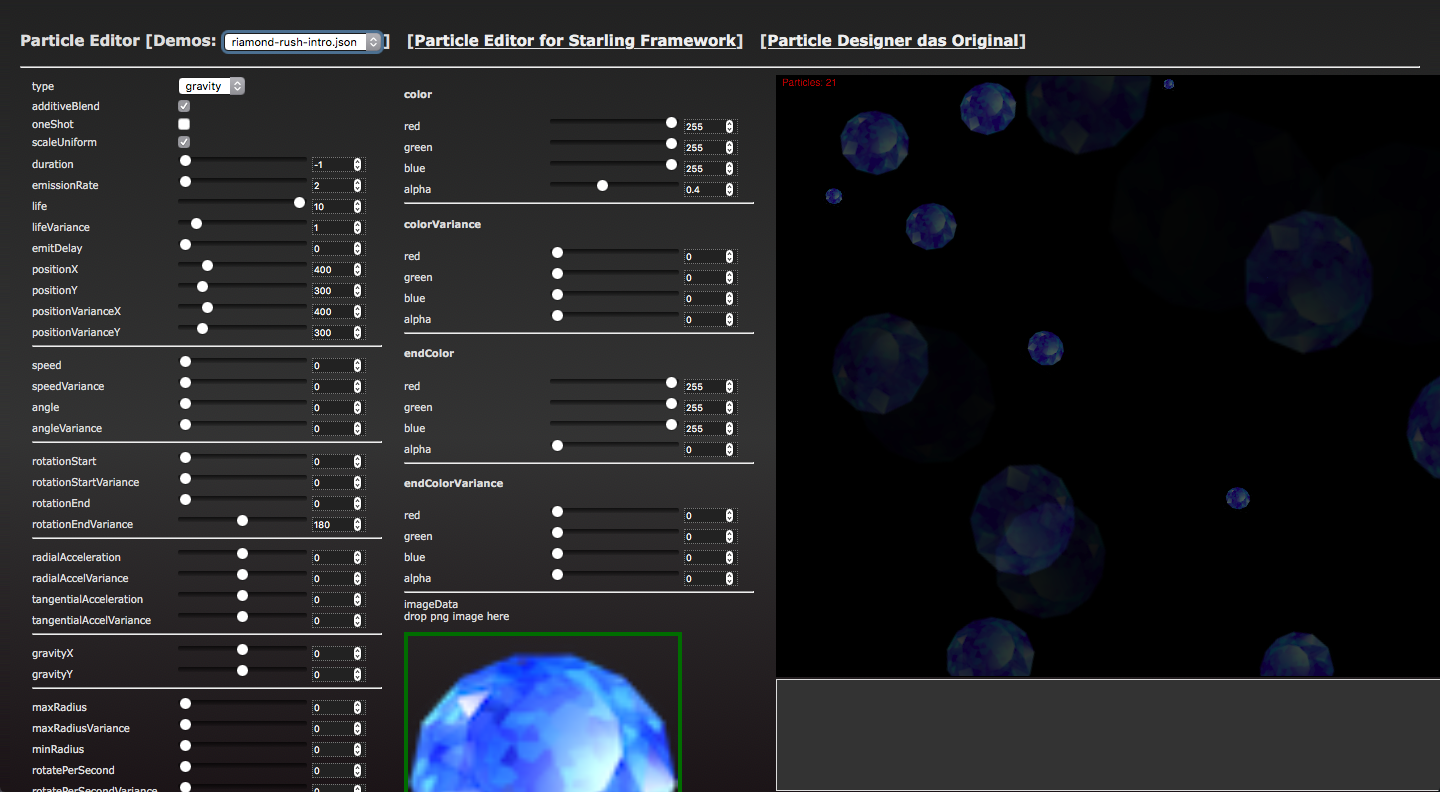 Particle Editor [Demos: riamond-rush-intro.json ] [Particle Editor for Starling Framework] [Particle Designer das Original]
type gravity
additiveBlend
oneShot
scaleUniform
duration -1
emissionRate 2
life 10
lifeVariance 1
emitDelay 0
positionX 400
positionY 300
positionVarianceX 400
positionVarianceY 300
speed 0
speedVariance 0
angle 0
angleVariance 0
rotationStart 0
rotationStartVariance 0
rotationEnd 0
rotationEndVariance 180
radialAcceleration 0
radialAccelVariance 0
tangentialAcceleration 0
tangentialAccelVariance 0
gravityX 0
gravityY 0
maxRadius 0
maxRadiusVariance 0
minRadius 0
rotatePerSecond 0
rotatePerSecondVariance 0
color
red 255
green 255
blue 255
alpha 0.4
colorVariance
red 0
green 0
blue 0
alpha 0
endColor
red 255
green 255
blue 255
alpha 0
endColorVariance
red 0
green 0
blue 0
alpha 0
imageData
drop png image here
Particles: 21